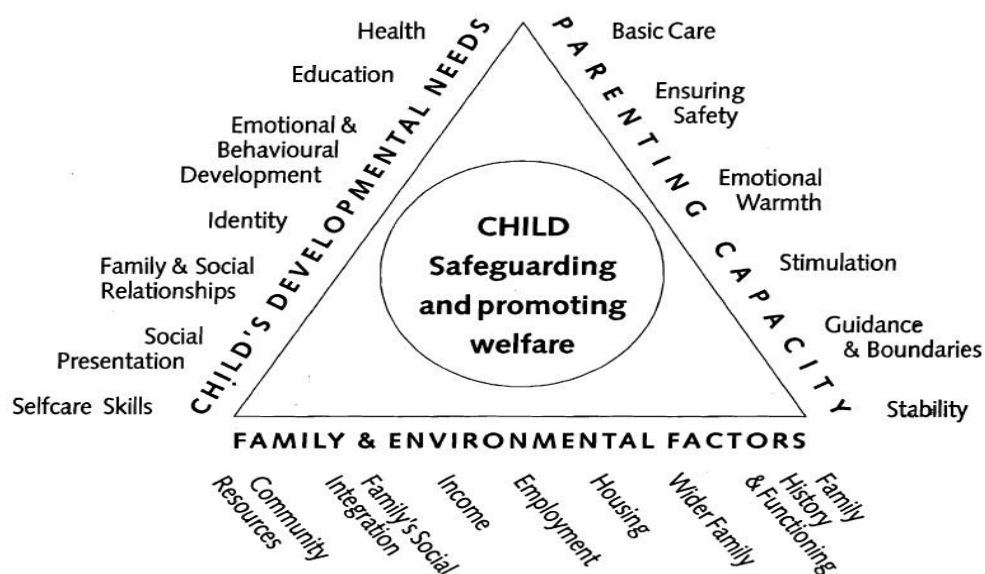 Health
Education
Emotional &
Behavioural
Development
Identity
Family & Social
Relationships
Social
Presentation
Selfcare Skills
CHILD'S DEVELOPMENTAL NEEDS
CHILD
Safeguarding
and promoting
welfare
PARENTING CAPACITY
Basic Care
Ensuring
Safety
Emotional
Warmth
Stimulation
Guidance
& Boundaries
Stability
FAMILY & ENVIRONMENTAL FACTORS
Community
Resources
Family's Social
Integration
Income
Employment
Housing
Wider Family
Family
History
& Functioning